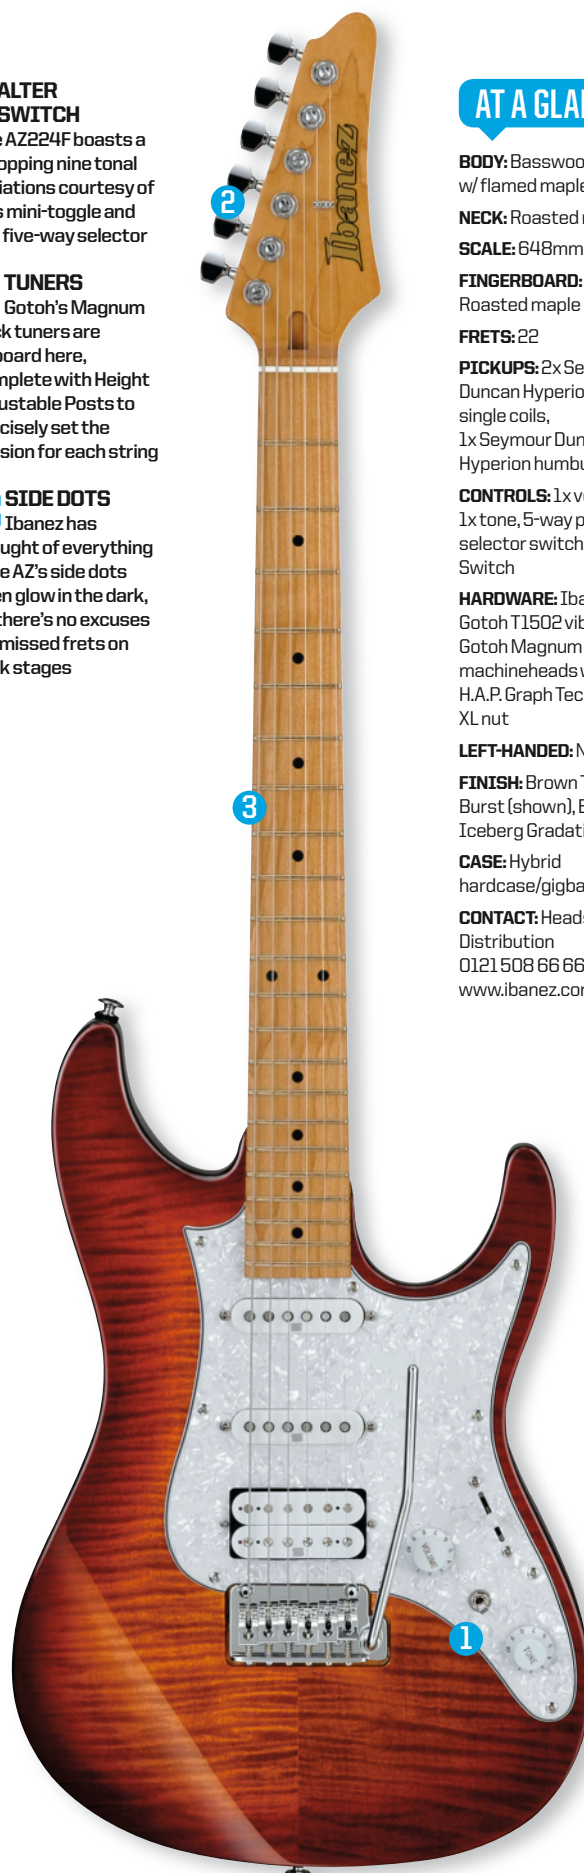 ALTER
SWITCH
e AZ224F boasts a
opping nine tonal
iations courtesy of
s mini-toggle and
five-way selector
TUNERS
Gotoh's Magnum
ck tuners are
board here,
mplete with Height
ustable Posts to
cisely set the
sion for each string
SIDE DOTS
Ibanez has
ught of everything
e AZ's side dots
en glow in the dark,
there's no excuses
missed frets on
k stages
2
Ibanez
3
VOLUME
1
TONE
AT A GLA
BODY: Basswoo
w/ flamed maple
NECK: Roasted
SCALE: 648mm
FINGERBOARD:
Roasted maple
FRETS: 22
PICKUPS: 2x Se
Duncan Hyperio
single coils,
1x Seymour Dun
Hyperion humbu
CONTROLS: 1x v
1x tone, 5-way p
selector switch
Switch
HARDWARE: Iba
Gotoh T1502 vib
Gotoh Magnum
machineheads w
H.A.P. Graph Tec
XL nut
LEFT-HANDED: N
FINISH: Brown T
Burst (shown), B
Iceberg Gradati
CASE: Hybrid
hardcase/gigba
CONTACT: Heads
Distribution
0121 508 66 66
www.ibanez.co